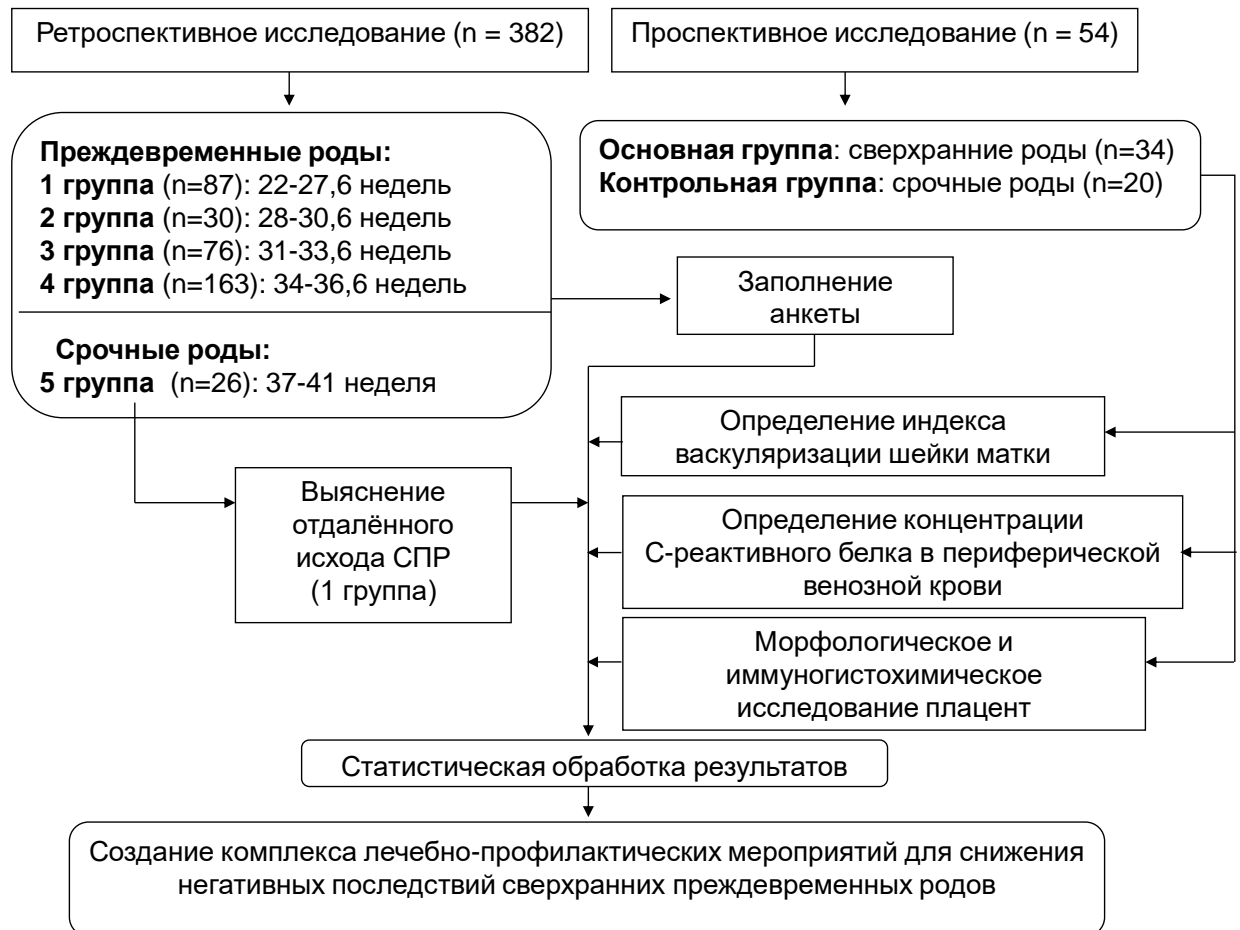 Ретроспективное исследование (n = 382)
Проспективное исследование (n = 54)
Преждевременные роды:
1 группа (n=87): 22-27,6 недель
2 группа (n=30): 28-30,6 недель
3 группа (n=76): 31-33,6 недель
4 группа (n=163): 34-36,6 недель
Срочные роды:
5 группа (n=26): 37-41 неделя
Основная группа: сверхранние роды (n=34)
Контрольная группа: срочные роды (n=20)
Заполнение
анкеты
Определение индекса
васкуляризации шейки матки
Выяснение
отдалённого
исхода СПР
(1 группа)
Определение концентрации
С-реактивного белка в периферической
венозной крови
Морфологическое и
иммуногистохимическое
исследование плацент
Статистическая обработка результатов
Создание комплекса лечебно-профилактических мероприятий для снижения
негативных последствий сверхранних преждевременных родов